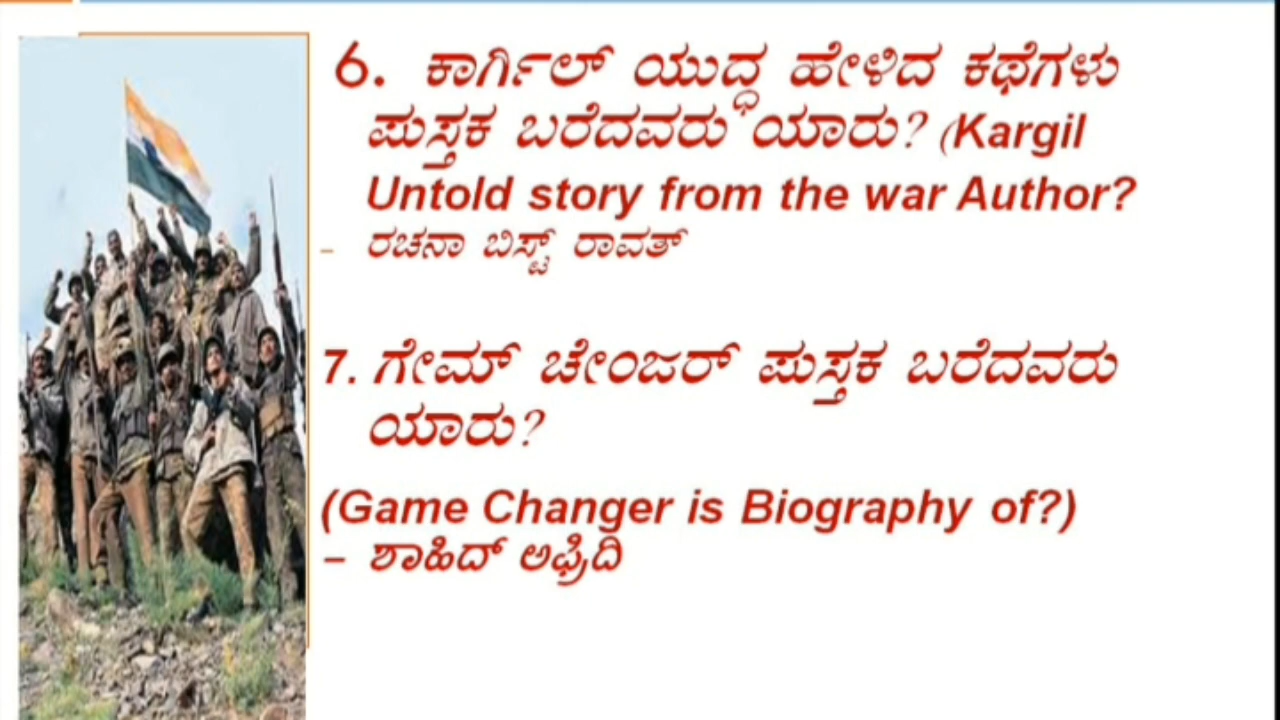 6. ಕಾರ್ಗಿಲ್ ಯುದ್ಧ ಹೇಳಿದ ಕಥೆಗಳು
ಪುಸ್ತಕ ಬರೆದವರು ಯಾರು? (Kargil
Untold story from the war Author?
- ರಚನಾ ಬಿಸ್ಟ್ ರಾವತ್
7. ಗೇಮ್ ಚೇಂಜರ್ ಪುಸ್ತಕ ಬರೆದವರು
ಯಾರು?
(Game Changer is Biography of?)
– ಶಾಹಿದ್ ಅಫ್ರಿದಿ